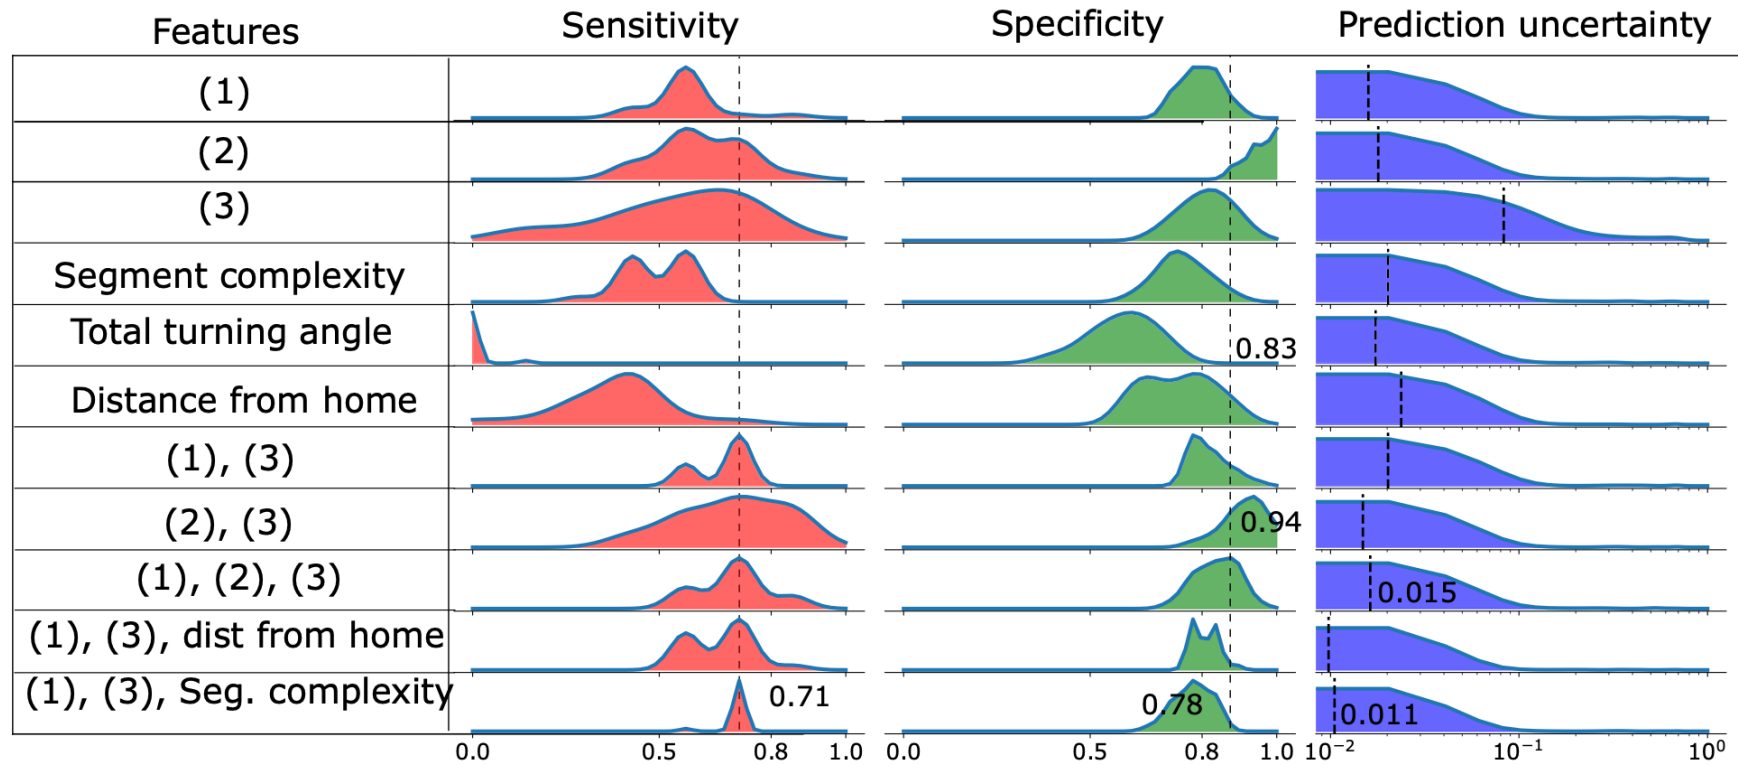 Features Sensitivity Specificity Prediction uncertainty
(1)
(2)
(3)
Segment complexity
Total turning angle 0.83
Distance from home
(1), (3)
(2), (3) 0.94
(1), (2), (3) 0.015
(1), (3), dist from home
(1), (3), Seg. complexity 0.71 0.78 0.011
0.0 0.5 0.8 1.0 0.0 0.5 0.8 1.0 10⁻² 10⁻¹ 10⁰